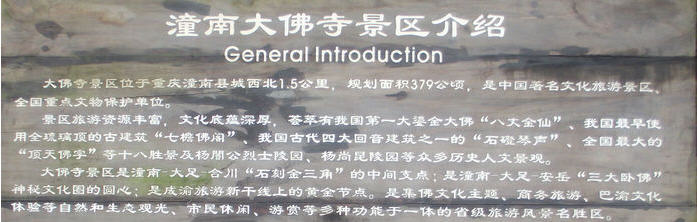 潼南大佛寺景区介绍
General Introduction
大佛寺景区位于重庆潼南县城西北1.5公里，规划面积379公顷，是中国著名文化旅游景区、
全国重点文物保护单位。
景区旅游资源丰富，文化底蕴深厚，荟萃有我国第一大鎏金大佛“八丈金仙”、我国最早使
用全琉璃顶的古建筑“七檐佛阁”、我国古代四大回音建筑之一的“石磴琴声”、全国最大的
“顶天佛字”等十八胜景及杨闇公烈士陵园、杨尚昆陵园等众多历史人文景观。
大佛寺景区是潼南-大足-合川“石刻金三角”的中间支点；是潼南-大足-安岳“三大卧佛”
神秘文化圈的圆心；是成渝旅游新干线上的黄金节点。是集佛文化主题、商务旅游、巴渝文化
体验等自然和生态观光、市民休闲、游赏等多种功能于一体的省级旅游风景名胜区。